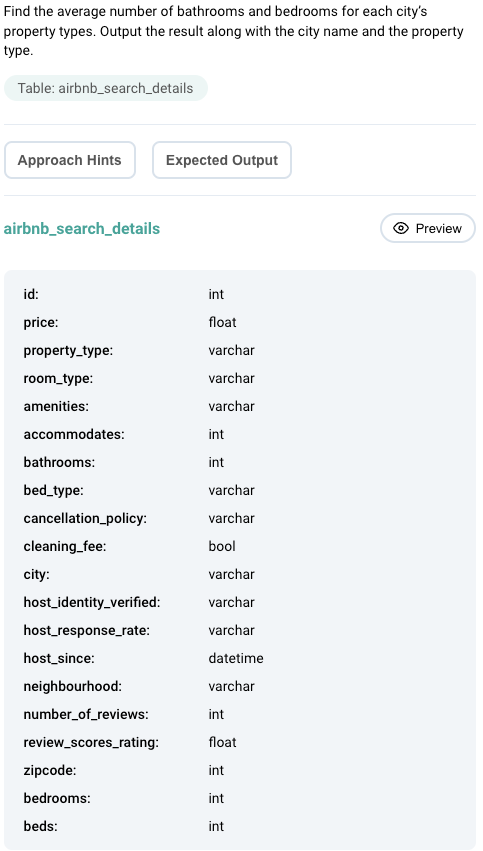 Find the average number of bathrooms and bedrooms for each city’s
property types. Output the result along with the city name and the property
type.
Table: airbnb_search_details
Approach Hints Expected Output
airbnb_search_details Preview
id: int
price: float
property_type: varchar
room_type: varchar
amenities: varchar
accommodates: int
bathrooms: int
bed_type: varchar
cancellation_policy: varchar
cleaning_fee: bool
city: varchar
host_identity_verified: varchar
host_response_rate: varchar
host_since: datetime
neighbourhood: varchar
number_of_reviews: int
review_scores_rating: float
zipcode: int
bedrooms: int
beds: int